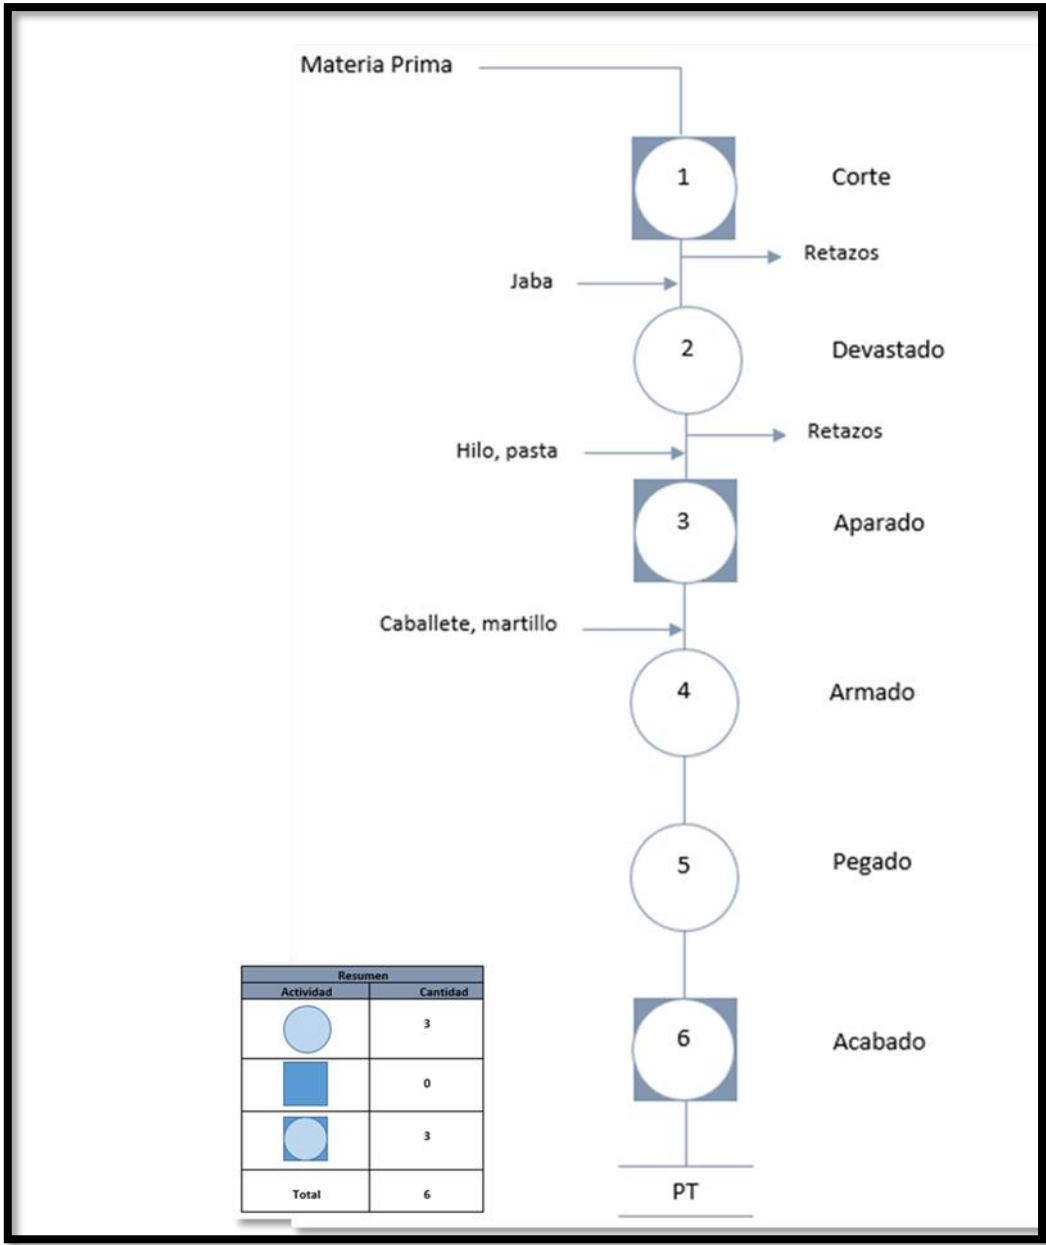 Materia Prima
1
Corte
Retazos
Jaba
2
Devastado
Retazos
Hilo, pasta
3
Aparado
Caballete, martillo
4
Armado
5
Pegado
6
Acabado
PT
Resumen
Actividad Cantidad
3
0
3
Total 6